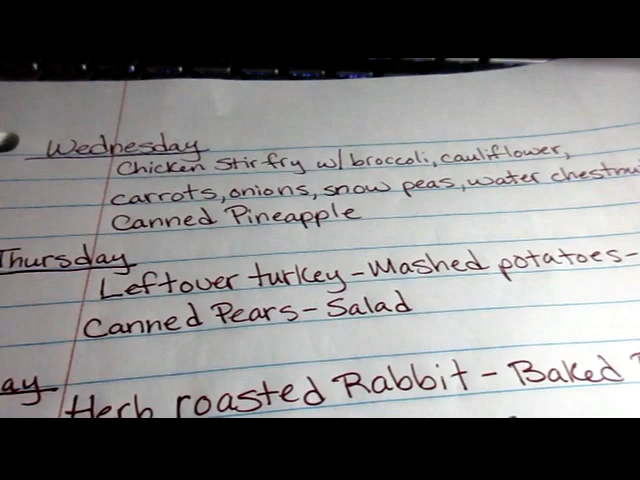 Wednesday
Chicken stir fry w/ broccoli, cauliflower,
carrots, onions, snow peas, water
Canned Pineapple
Thursday
Leftover turkey - Mashed potatoes -
Canned Pears - Salad
ay
Herb roasted Rabbit - Baked